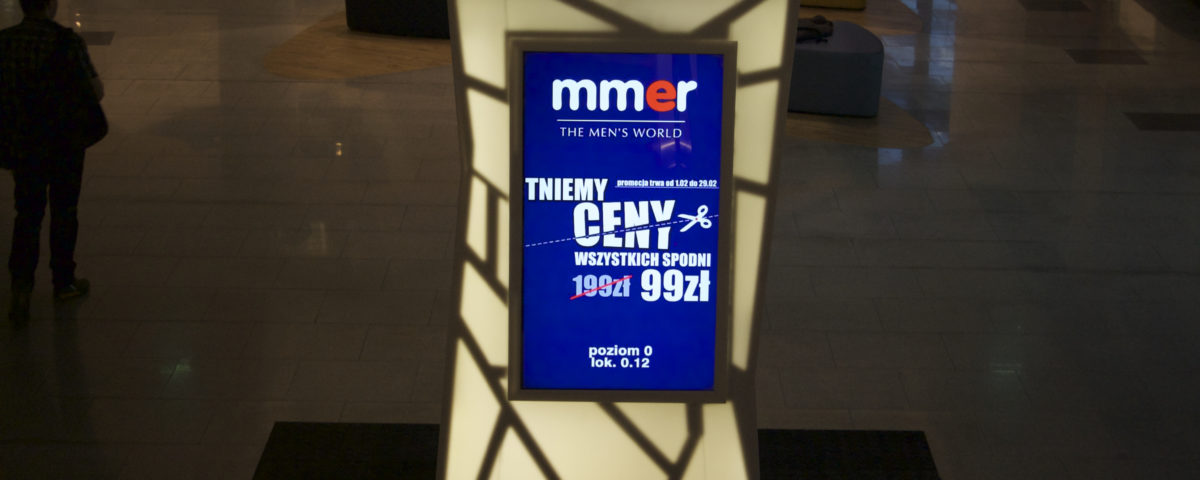 mmer
THE MEN'S WORLD
TNIEMY promocja trwa od 1.02 do 29.02
CENY
WSZYSTKICH SPODNI
199zł 99zł
poziom 0
lok. 0.12